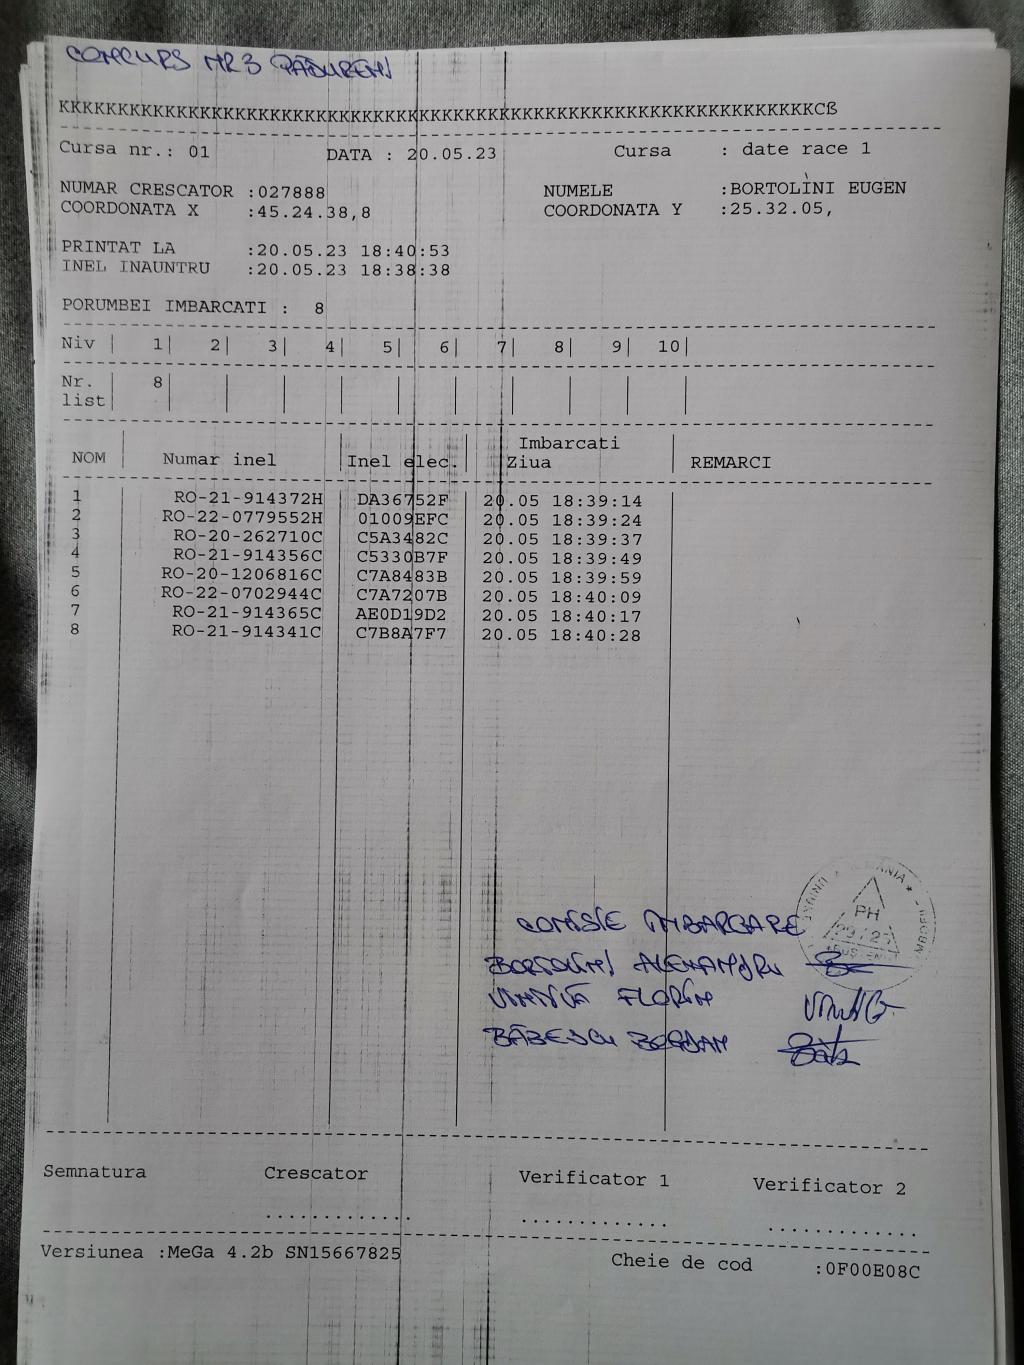 CONCURS NR3 PĂDURENI
KKKKKKKKKKKKKKKKKKKKKKKKKKKKKKKKKKKKKKKKKKKKKKKKKKKKKKKKKKKKKKKKCß
Cursa nr.: 01 DATA : 20.05.23 Cursa : date race 1
NUMAR CRESCATOR :027888 NUMELE :BORTOLINI EUGEN
COORDONATA X :45.24.38,8 COORDONATA Y :25.32.05,
PRINTAT LA :20.05.23 18:40:53
INEL INAUNTRU :20.05.23 18:38:38
PORUMBEI IMBARCATI : 8
Niv | 1| 2| 3| 4| 5| 6| 7| 8| 9| 10|
Nr. | 8| | | | | | | | | |
list|
Imbarcati
NOM | Numar inel |Inel elec.| Ziua | REMARCI
1 RO-21-914372H DA36752F 20.05 18:39:14
2 RO-22-0779552H 01009EFC 20.05 18:39:24
3 RO-20-262710C C5A3482C 20.05 18:39:37
4 RO-21-914356C C5330B7F 20.05 18:39:49
5 RO-20-1206816C C7A8483B 20.05 18:39:59
6 RO-22-0702944C C7A7207B 20.05 18:40:09
7 RO-21-914365C AE0D19D2 20.05 18:40:17
8 RO-21-914341C C7B8A7F7 20.05 18:40:28
PH
COMISIE IMBARCARE
BORTOLINI ALEXANDRU
FLORIN
BĂBESCU BOGDAN
Semnatura Crescator Verificator 1 Verificator 2
Versiunea :MeGa 4.2b SN15667825 Cheie de cod :0F00E08C